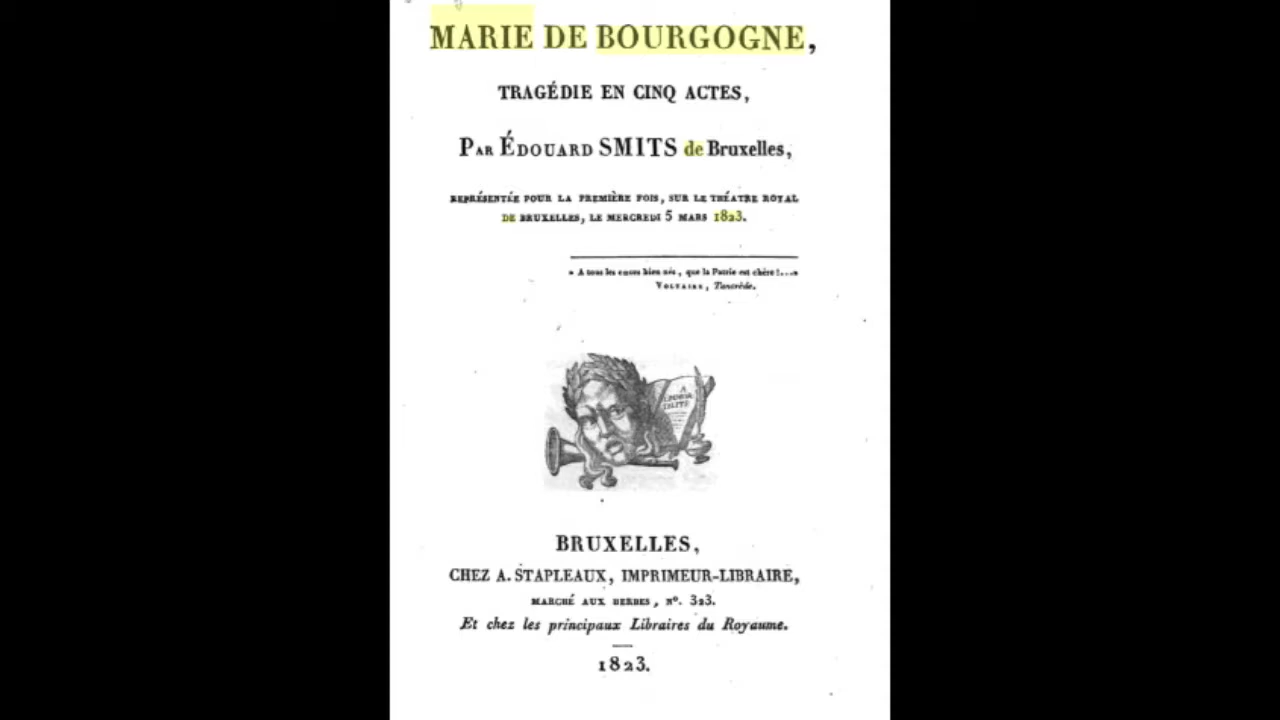 MARIE DE BOURGOGNE,
TRAGÉDIE EN CINQ ACTES,
PAR ÉDOUARD SMITS de Bruxelles,
REPRÉSENTÉE POUR LA PREMIÈRE FOIS, SUR LE THÉATRE ROYAL
DE BRUXELLES, LE MERCREDI 5 MARS 1823.
« A tous les cœurs bien nés, que la Patrie est chère!...»
VOLTAIRE, Tancrède.
A
BRUXELLES,
CHEZ A. STAPLEAUX, IMPRIMEUR-LIBRAIRE,
MARCHÉ AUX HERBES, N°. 323.
Et chez les principaux Libraires du Royaume.
1823.